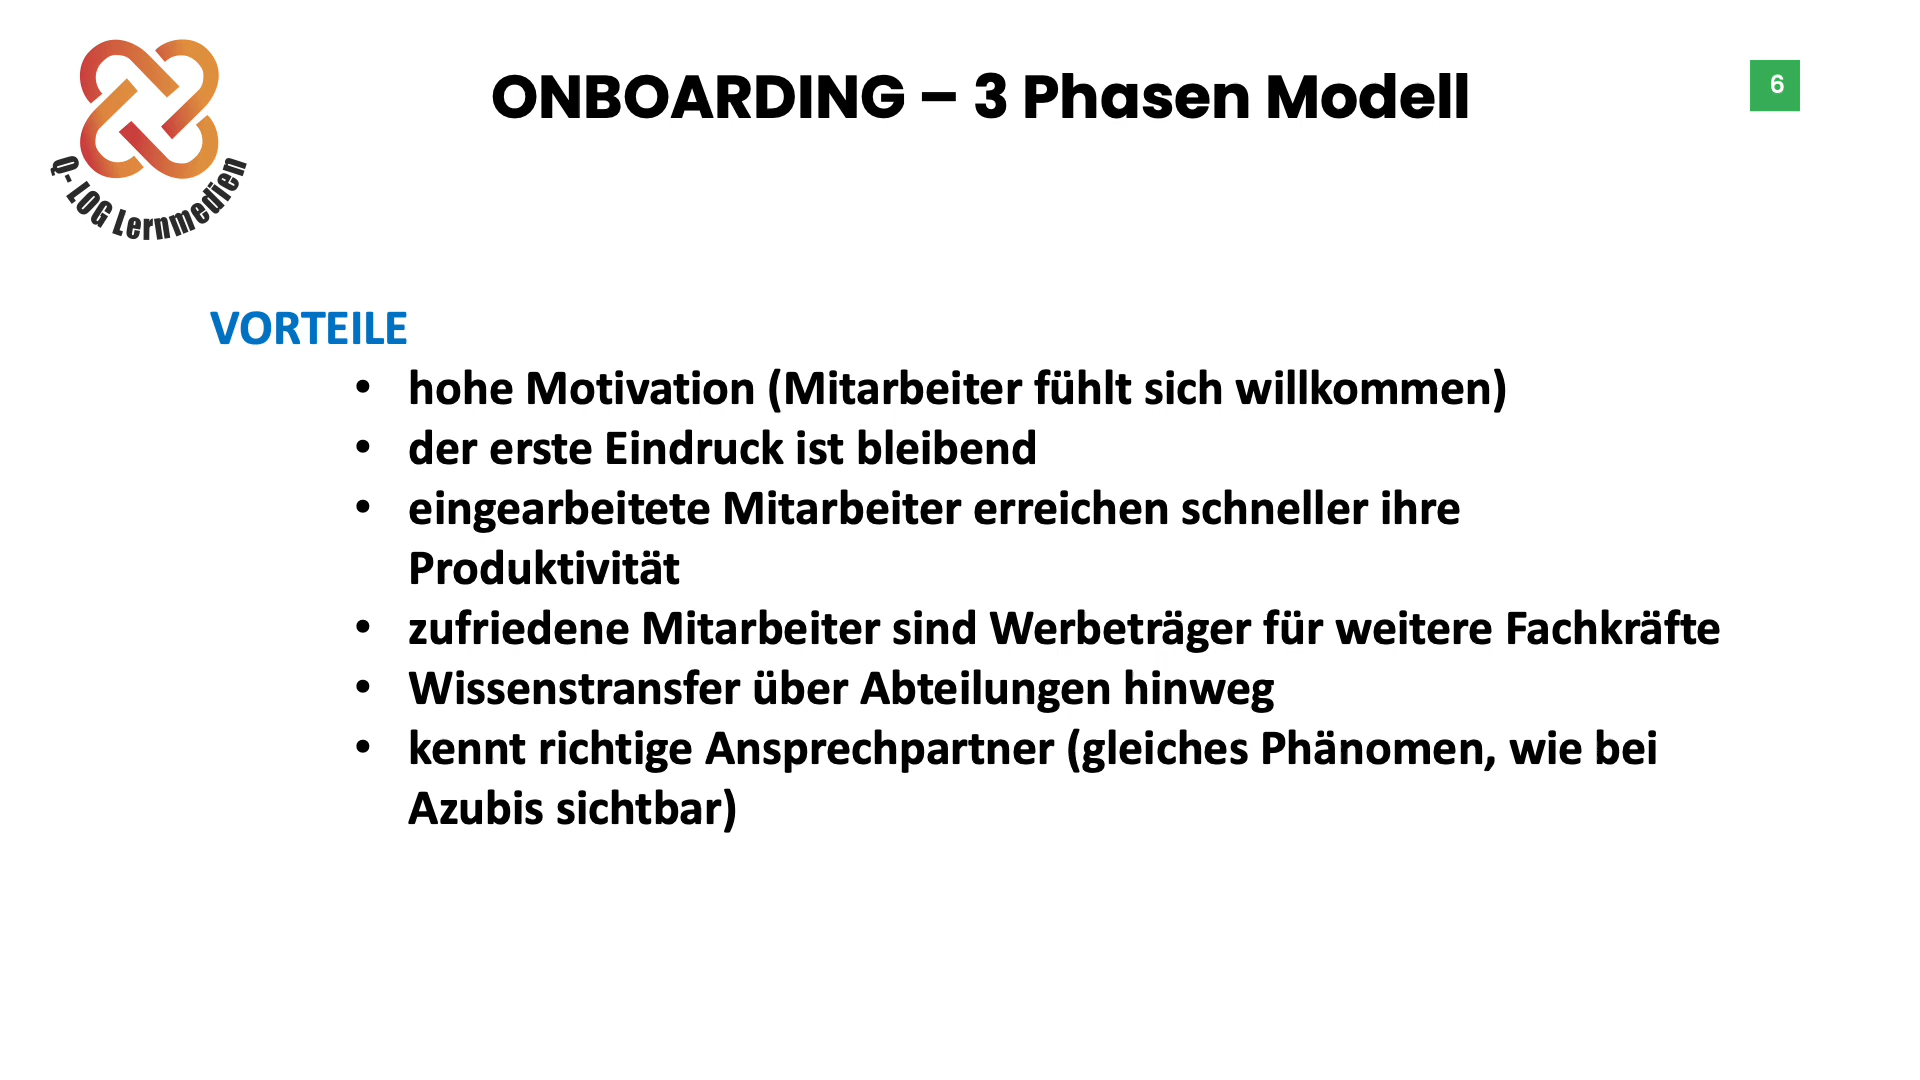 ONBOARDING – 3 Phasen Modell
6
Q-LOG Lernmedien
VORTEILE
• hohe Motivation (Mitarbeiter fühlt sich willkommen)
• der erste Eindruck ist bleibend
• eingearbeitete Mitarbeiter erreichen schneller ihre
Produktivität
• zufriedene Mitarbeiter sind Werbeträger für weitere Fachkräfte
• Wissenstransfer über Abteilungen hinweg
• kennt richtige Ansprechpartner (gleiches Phänomen, wie bei
Azubis sichtbar)